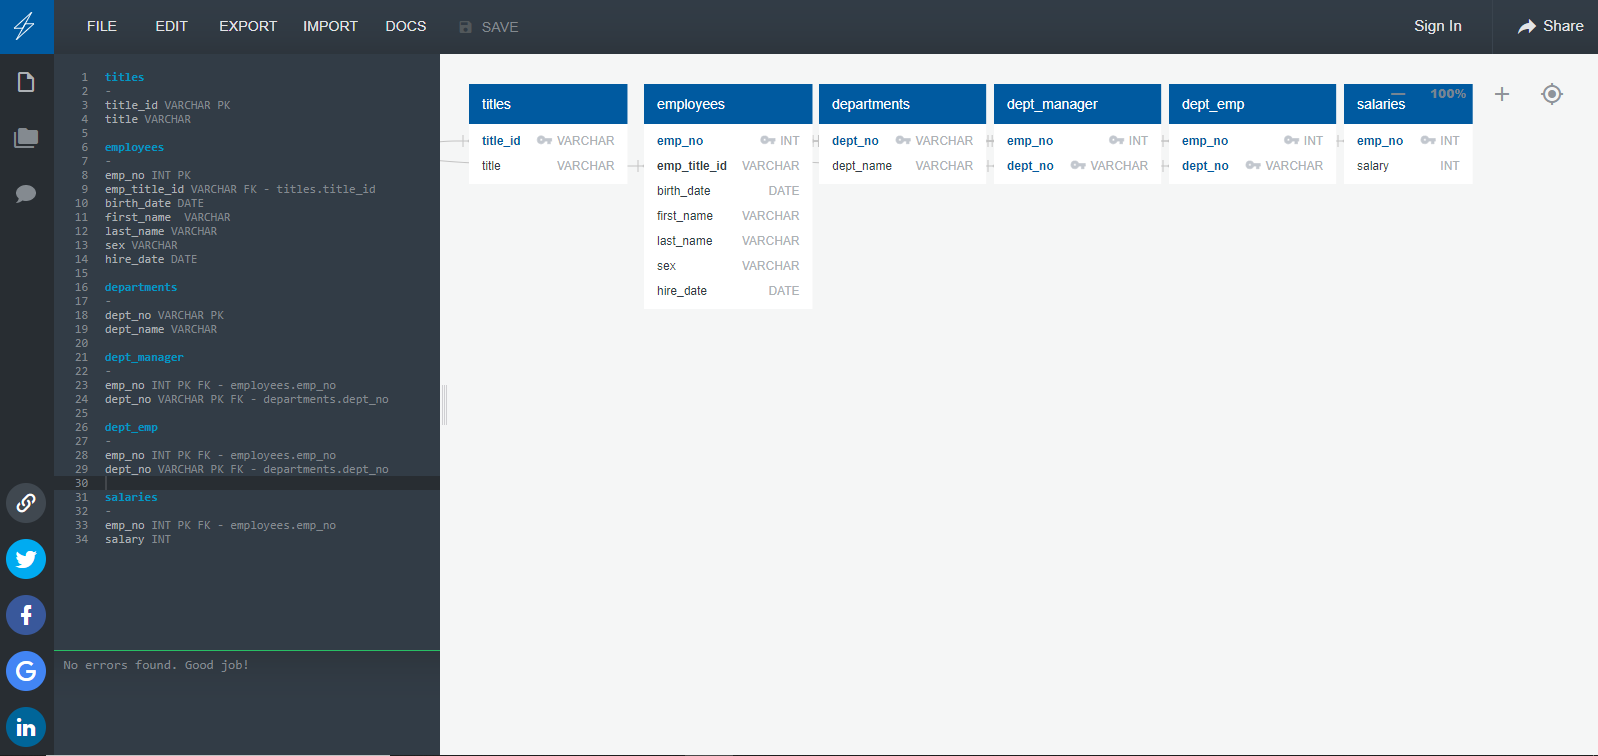 FILE EDIT EXPORT IMPORT DOCS SAVE Sign In Share
1 titles
2 -
3 title_id VARCHAR PK
4 title VARCHAR
5
6 employees
7 -
8 emp_no INT PK
9 emp_title_id VARCHAR FK - titles.title_id
10 birth_date DATE
11 first_name  VARCHAR
12 last_name VARCHAR
13 sex VARCHAR
14 hire_date DATE
15
16 departments
17 -
18 dept_no VARCHAR PK
19 dept_name VARCHAR
20
21 dept_manager
22 -
23 emp_no INT PK FK - employees.emp_no
24 dept_no VARCHAR PK FK - departments.dept_no
25
26 dept_emp
27 -
28 emp_no INT PK FK - employees.emp_no
29 dept_no VARCHAR PK FK - departments.dept_no
30
31 salaries
32 -
33 emp_no INT PK FK - employees.emp_no
34 salary INT
No errors found. Good job!
titles
title_id VARCHAR
title VARCHAR
employees
emp_no INT
emp_title_id VARCHAR
birth_date DATE
first_name VARCHAR
last_name VARCHAR
sex VARCHAR
hire_date DATE
departments
dept_no VARCHAR
dept_name VARCHAR
dept_manager
emp_no INT
dept_no VARCHAR
dept_emp
emp_no INT
dept_no VARCHAR
salaries
emp_no INT
salary INT
100%
f
G
in